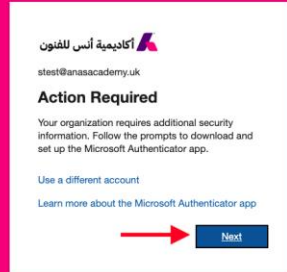 أكاديمية أنس للفنون
stest@anasacademy.uk
Action Required
Your organization requires additional security
information. Follow the prompts to download and
set up the Microsoft Authenticator app.
Use a different account
Learn more about the Microsoft Authenticator app
Next